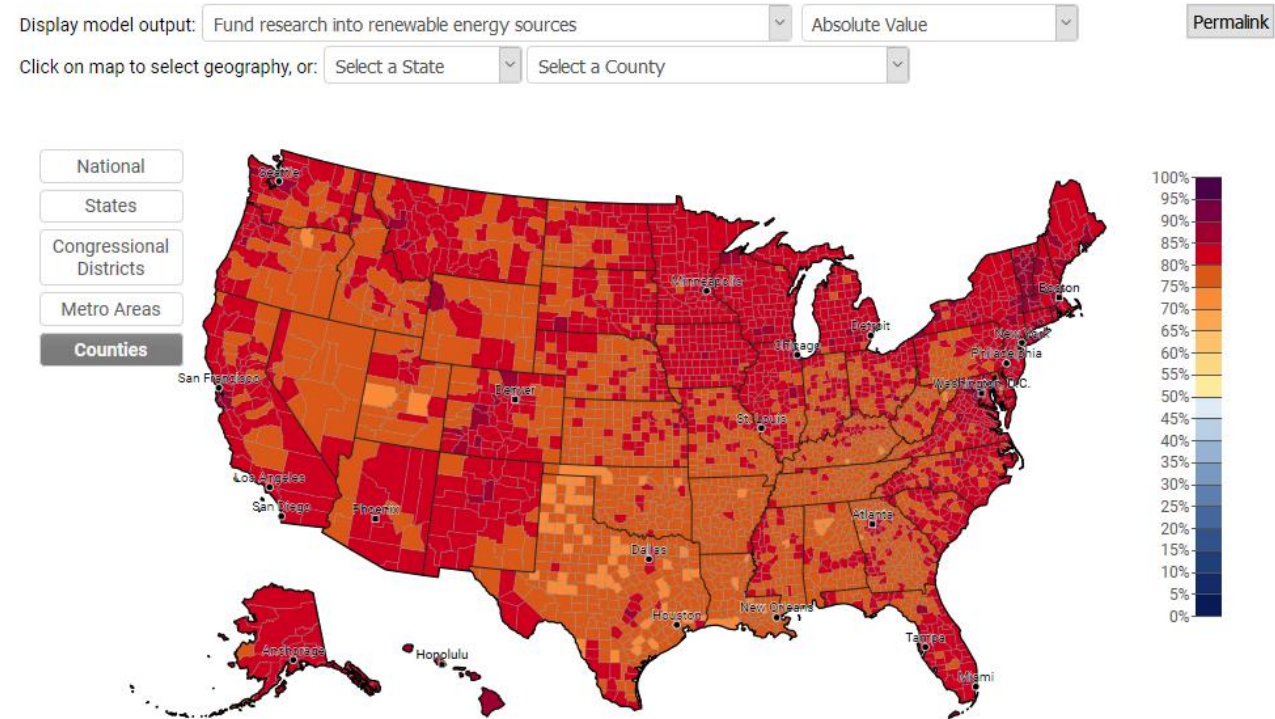 Display model output: Fund research into renewable energy sources Absolute Value Permalink
Click on map to select geography, or: Select a State Select a County
National
States
Congressional
Districts
Metro Areas
Counties
Seattle
Minneapolis
Boston
Detroit
New York
Chicago
Philadelphia
San Francisco
Denver
Washington, D.C.
St. Louis
Los Angeles
San Diego
Phoenix
Atlanta
Dallas
Houston
New Orleans
Tampa
Miami
Anchorage
Honolulu
100%
95%
90%
85%
80%
75%
70%
65%
60%
55%
50%
45%
40%
35%
30%
25%
20%
15%
10%
5%
0%